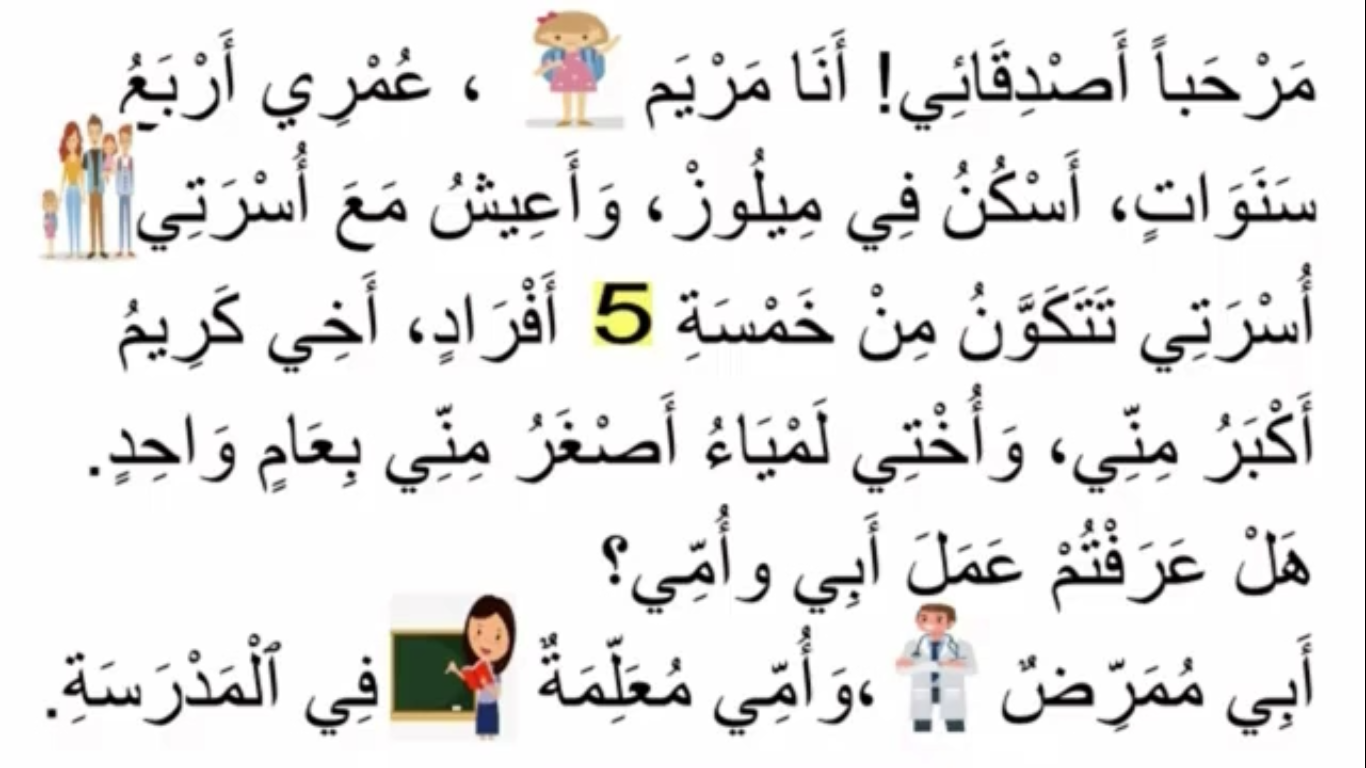 مَرْحَباً أَصْدِقَائِي! أَنَا مَرْيَم ، عُمْرِي أَرْبَعُ
سَنَوَاتٍ، أَسْكُنُ فِي مِيلُوزْ، وَأَعِيشُ مَعَ أُسْرَتِي
أُسْرَتِي تَتَكَوَّنُ مِنْ خَمْسَةِ 5 أَفْرَادٍ، أَخِي كَرِيمُ
أَكْبَرُ مِنِّي، وَأُخْتِي لَمْيَاءُ أَصْغَرُ مِنِّي بِعَامٍ وَاحِدٍ.
هَلْ عَرَفْتُمْ عَمَلَ أَبِي وأُمِّي؟
أَبِي مُمَرِّضٌ ،وَأُمِّي مُعَلِّمَةٌ فِي ٱلْمَدْرَسَةِ.